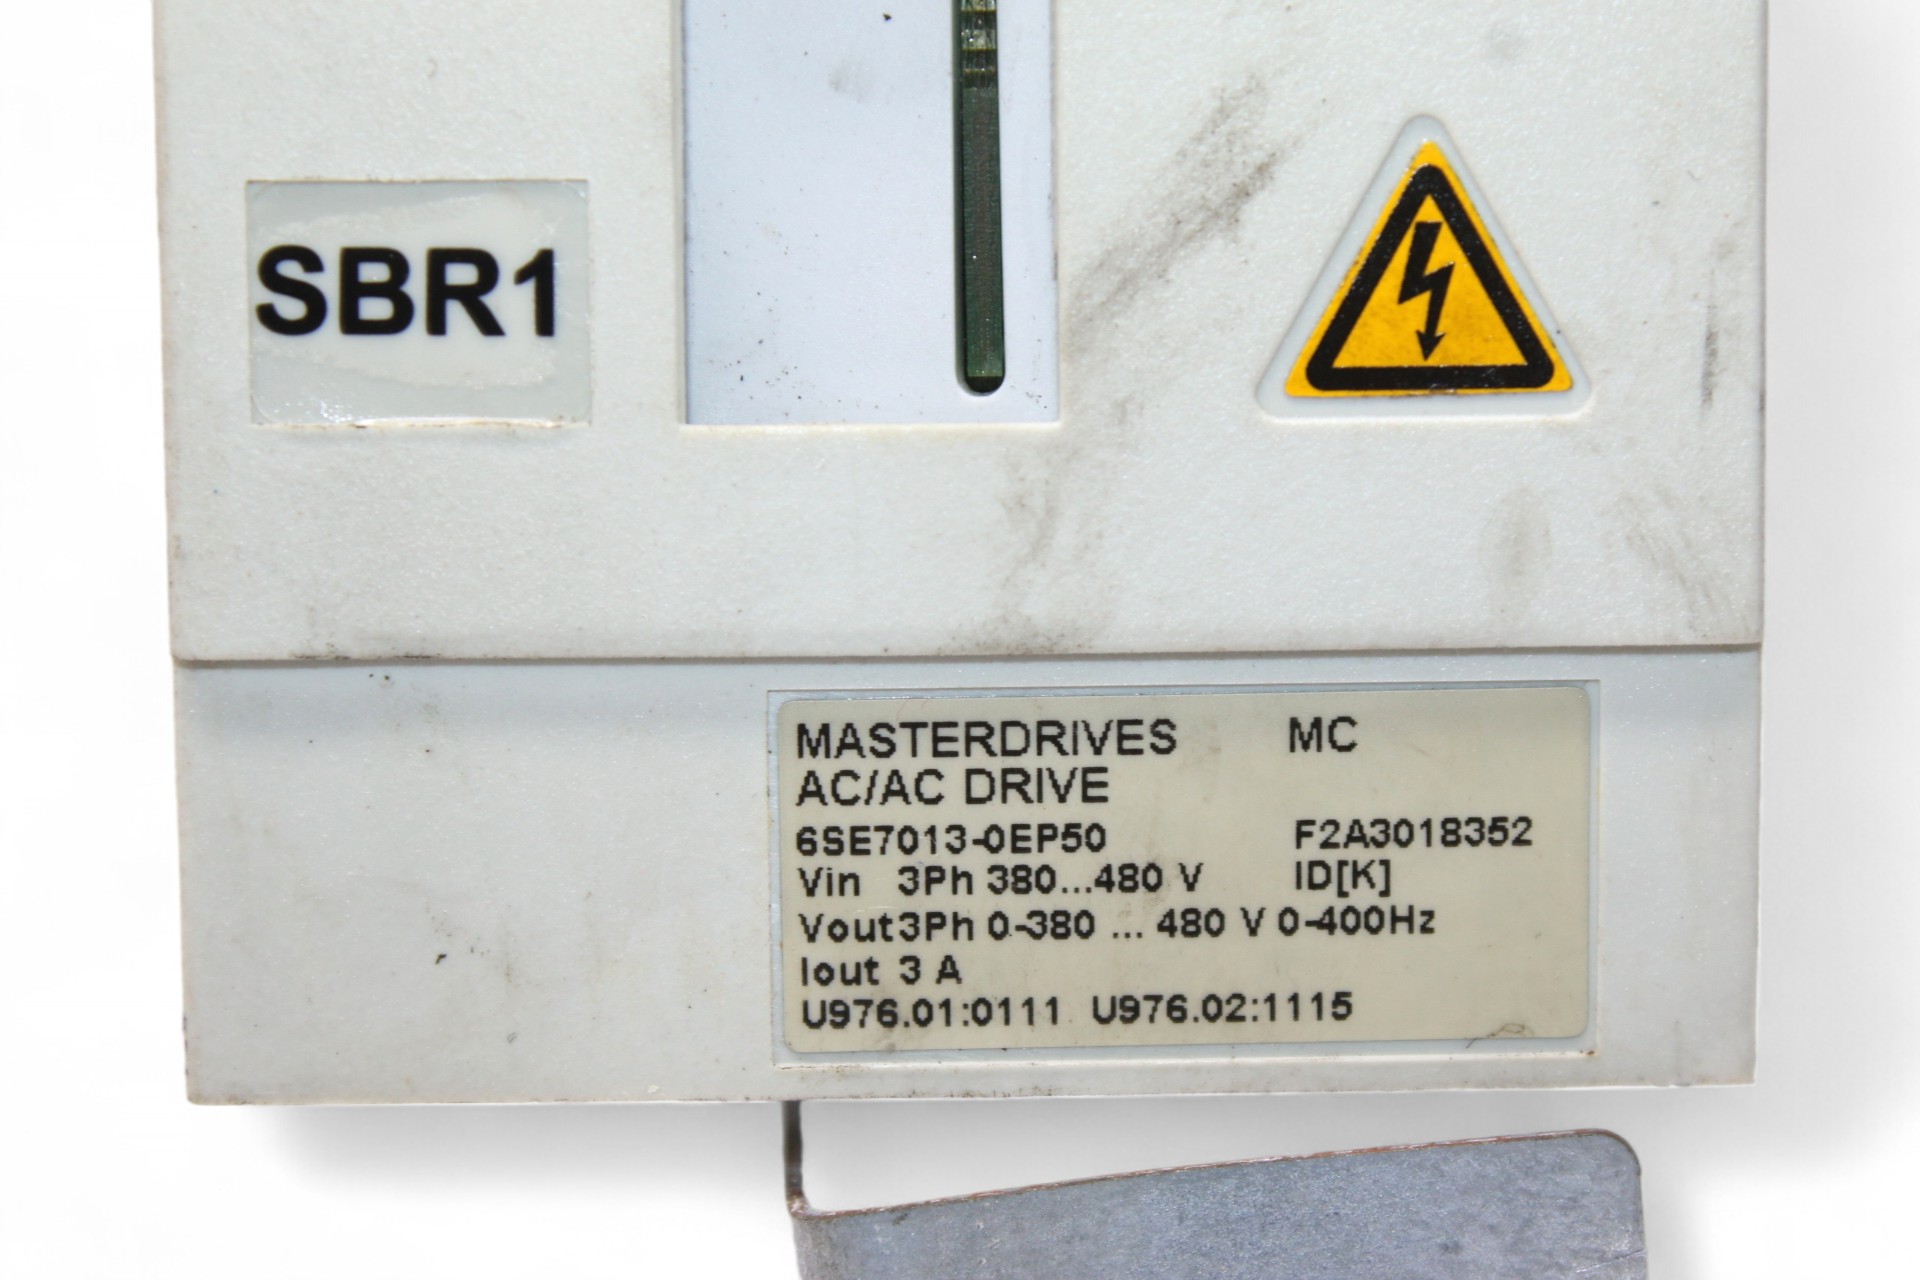 SBR1
MASTERDRIVES MC
AC/AC DRIVE
6SE7013-0EP50 F2A3018352
Vin 3Ph 380...480 V ID[K]
Vout3Ph 0-380 ... 480 V 0-400Hz
Iout 3 A
U976.01:0111 U976.02:1115